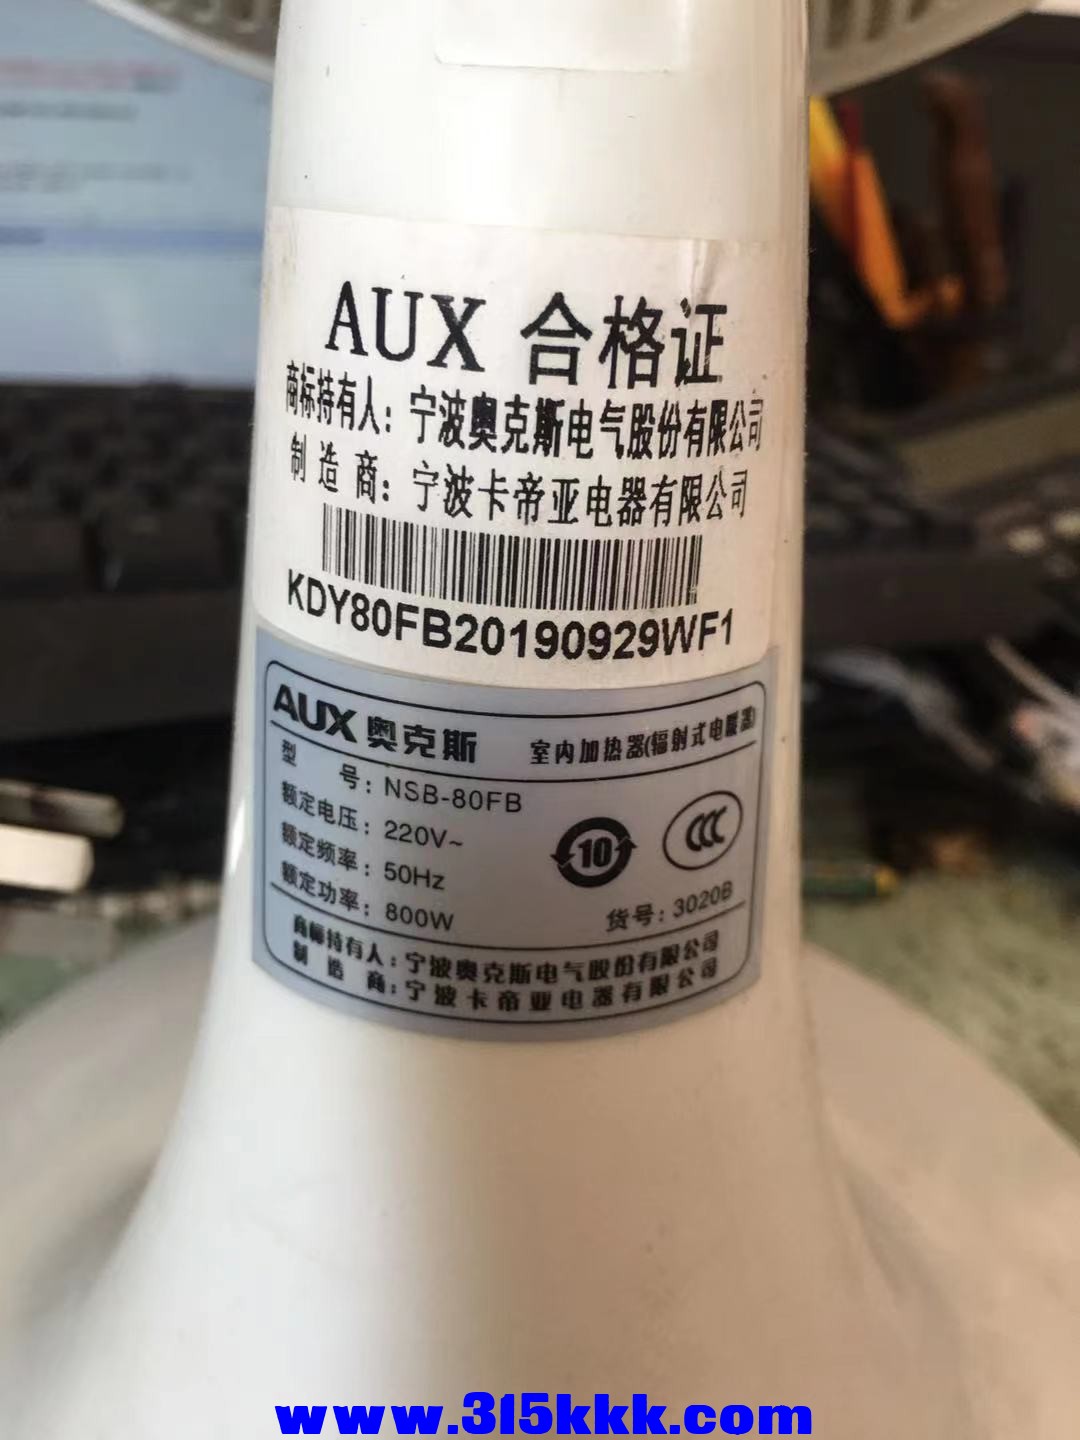 AUX 合格证
商标持有人：宁波奥克斯电气股份有限公司
制造商：宁波卡帝亚电器有限公司
KDY80FB20190929WF1
AUX奥克斯 室内加热器(辐射式电暖器)
型号：NSB-80FB
额定电压：220V~
额定频率：50Hz
额定功率：800W
10
CCC
货号：3020B
商标持有人：宁波奥克斯电气股份有限公司
制造商：宁波卡帝亚电器有限公司
www.315kkk.com